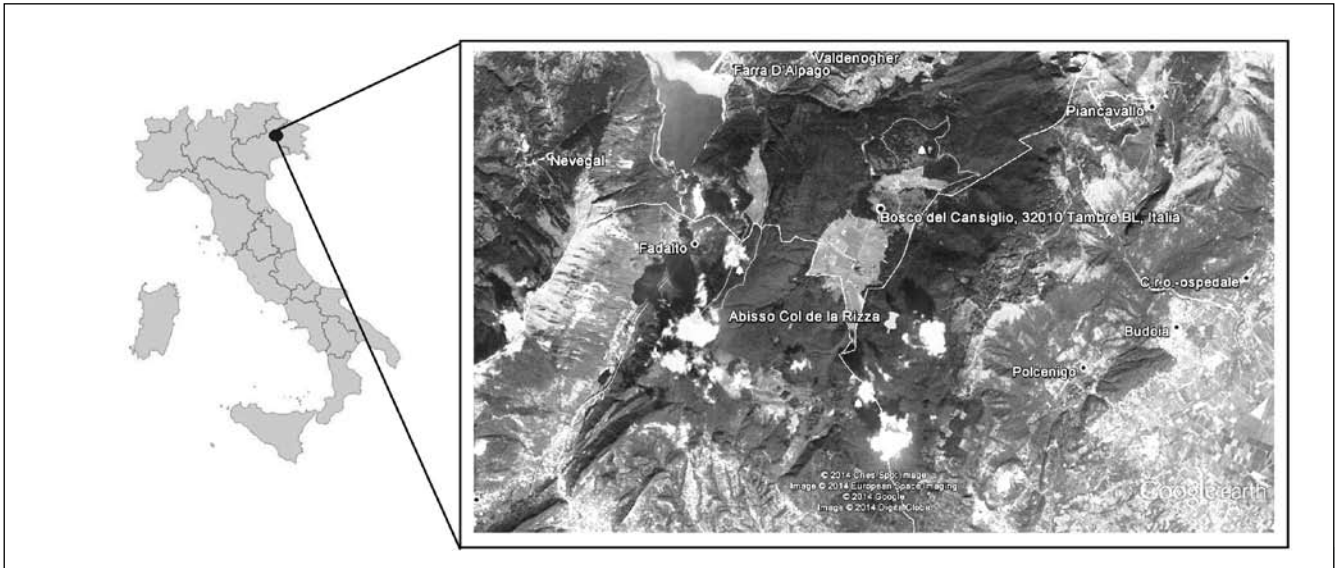 Valdenogher
Farra D'Alpago
Piancavallo
Nevegal
Bosco del Cansiglio, 32010 Tambre BL, Italia
Fadalto
C.r.o.-ospedale
Abisso Col de la Rizza
Budoia
Polcenigo
© 2014 Cnes/Spot Image
Image © 2014 European Space Imaging
© 2014 Google
Image © 2014 DigitalGlobe
Google earth